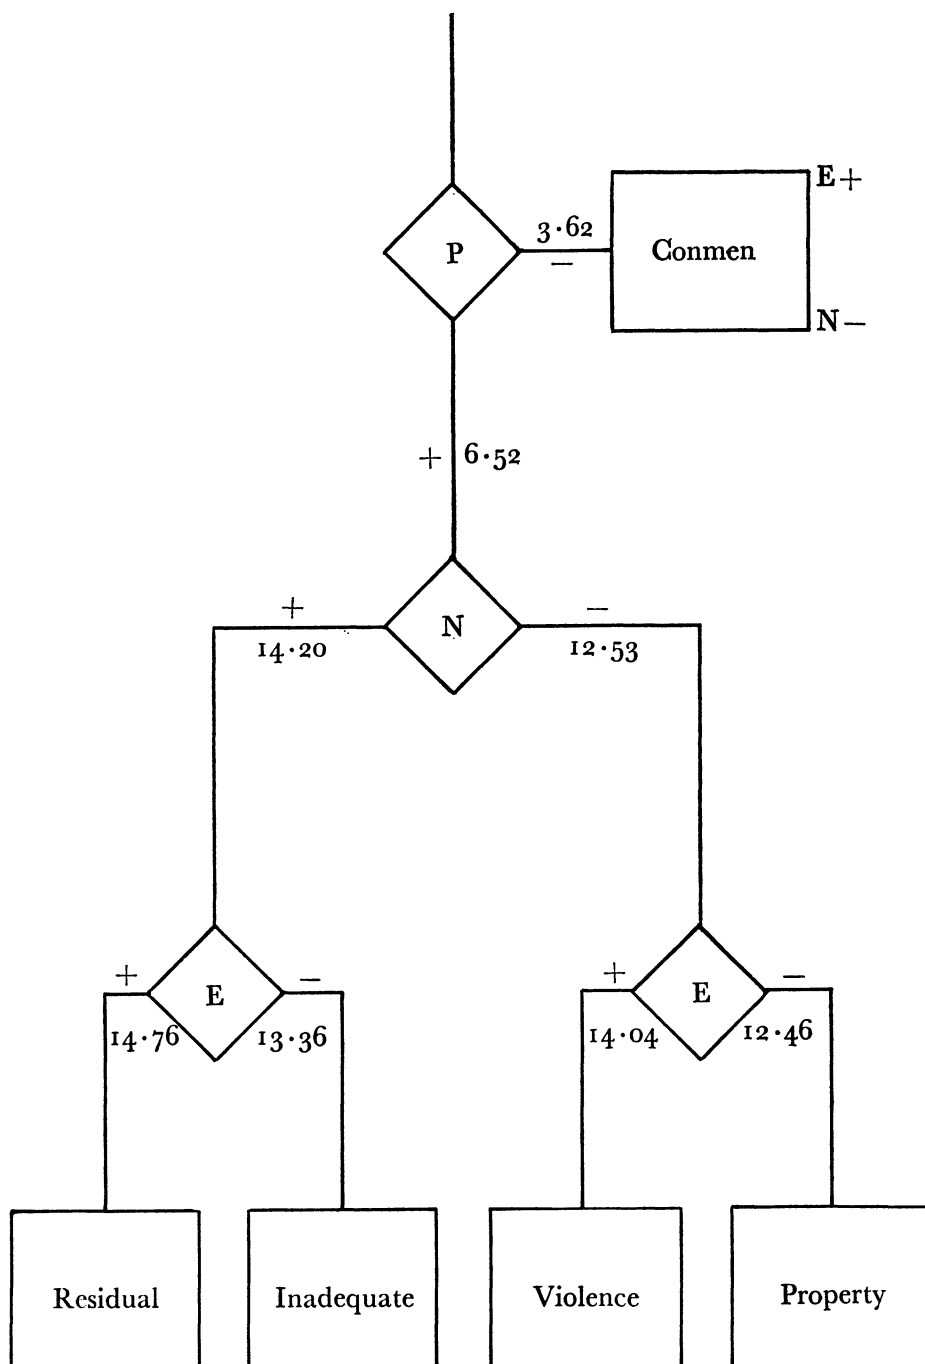 E+
3·62
P
Conmen
−
N−
+ 6·52
+ −
N
14·20 12·53
+ − + −
E E
14·76 13·36 14·04 12·46
Residual Inadequate Violence Property